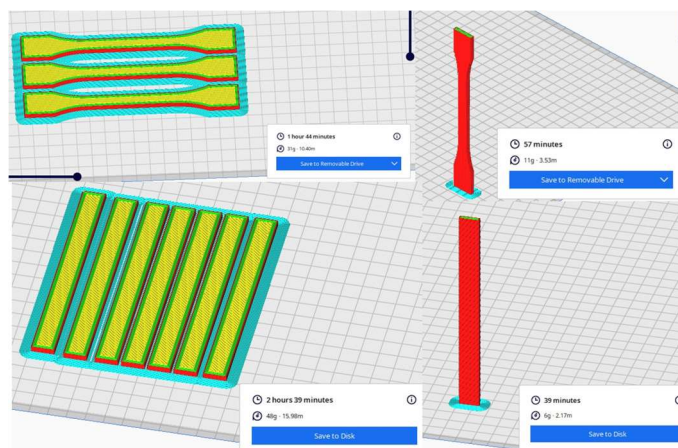 1 hour 44 minutes
31g · 10.40m
Save to Removable Drive
57 minutes
11g · 3.53m
Save to Removable Drive
2 hours 39 minutes
48g · 15.98m
Save to Disk
39 minutes
6g · 2.17m
Save to Disk